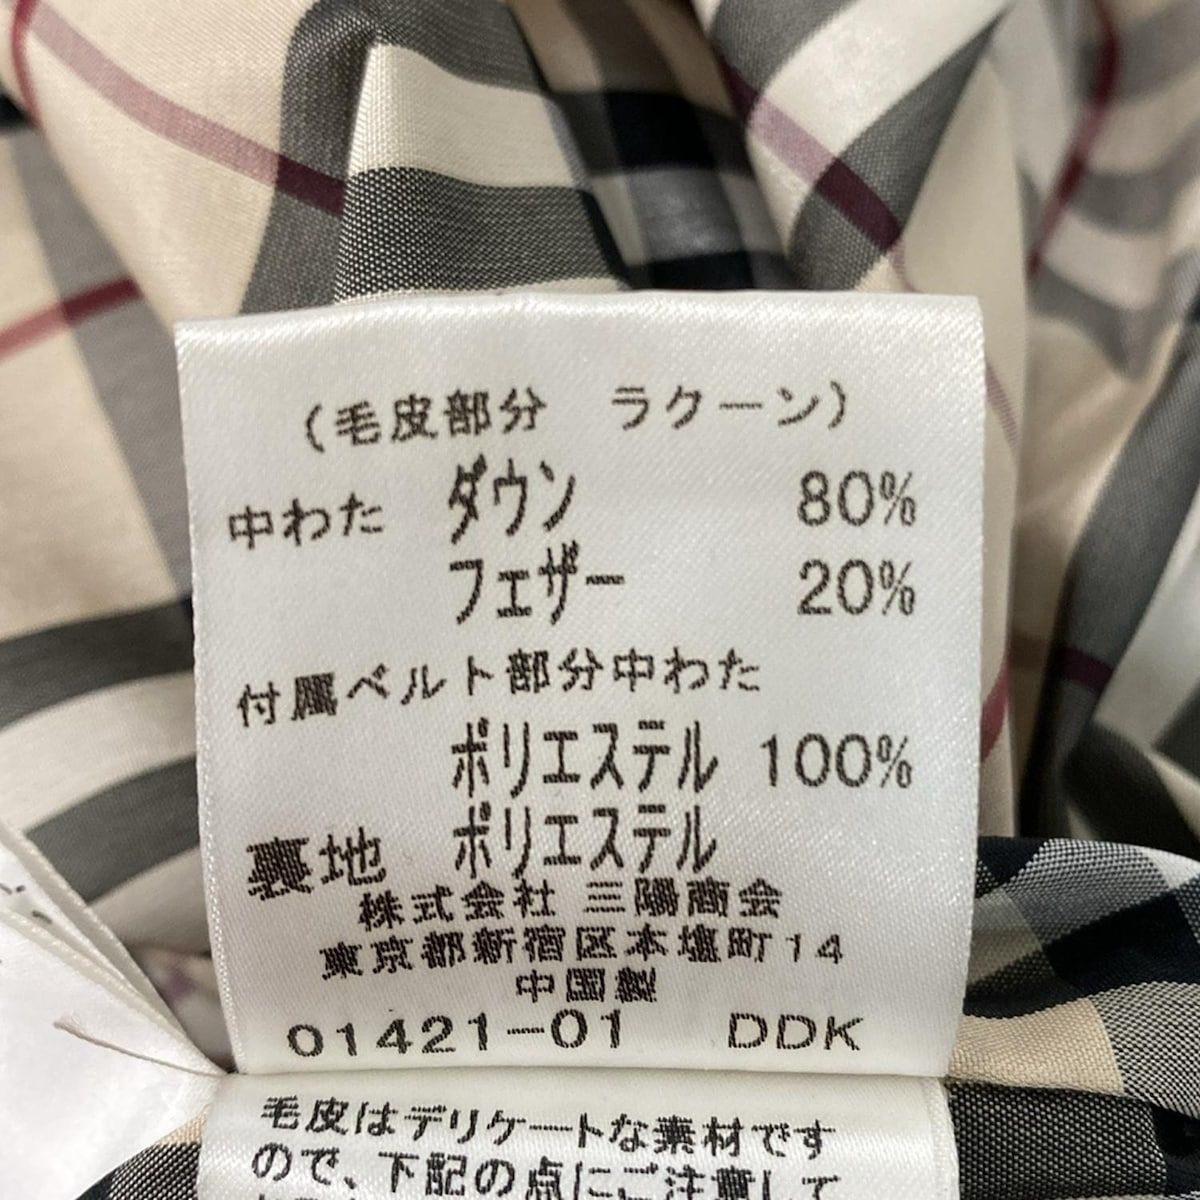 (毛皮部分　ラクーン)
中わた ダウン 80%
フェザー 20%
付属ベルト部分中わた
ポリエステル 100%
裏地 ポリエステル
株式会社 三陽商会
東京都新宿区本塩町14
中国製
01421-01 DDK
毛皮はデリケートな素材です
ので、下記の点にご注意して